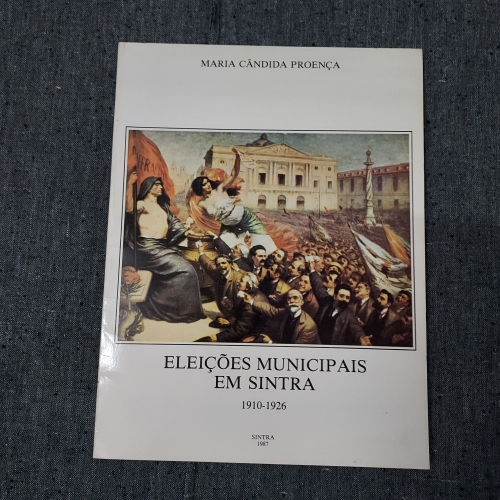 MARIA CÂNDIDA PROENÇA
ELEIÇÕES MUNICIPAIS
EM SINTRA
1910-1926
SINTRA
1987